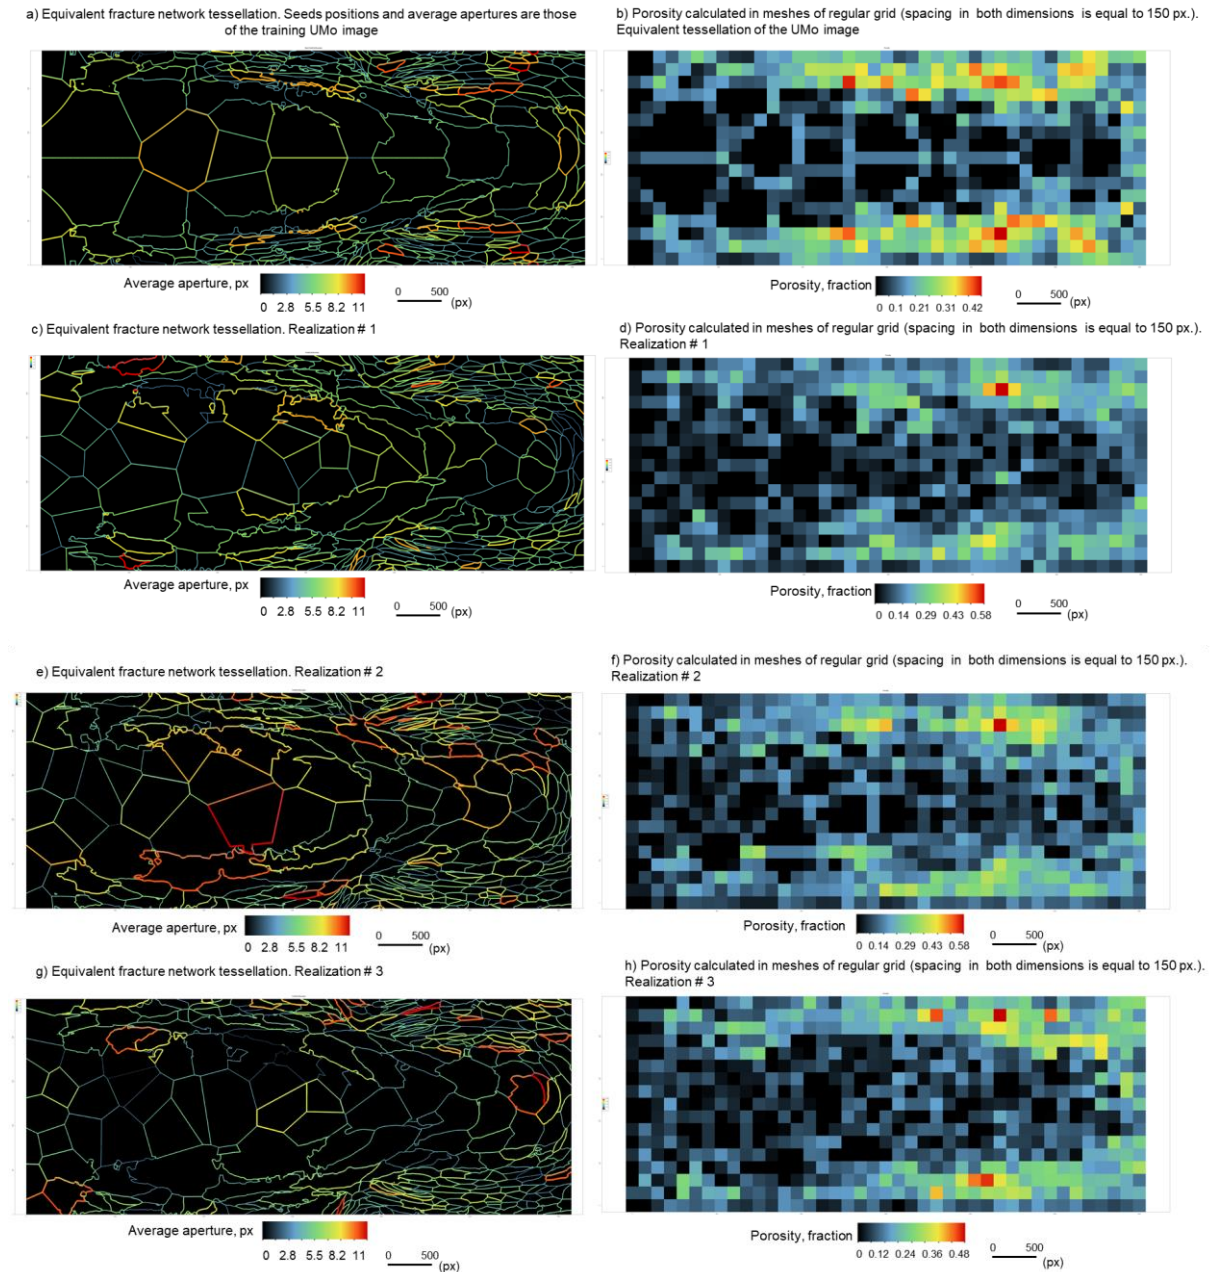 a) Equivalent fracture network tessellation. Seeds positions and average apertures are those
of the training UMo image
b) Porosity calculated in meshes of regular grid (spacing in both dimensions is equal to 150 px.).
Equivalent tessellation of the UMo image
Average aperture, px
0 2.8 5.5 8.2 11
0 500
(px)
Porosity, fraction
0 0.1 0.21 0.31 0.42
0 500
(px)
c) Equivalent fracture network tessellation. Realization # 1
d) Porosity calculated in meshes of regular grid (spacing in both dimensions is equal to 150 px.).
Realization # 1
Average aperture, px
0 2.8 5.5 8.2 11
0 500
(px)
Porosity, fraction
0 0.14 0.29 0.43 0.58
0 500
(px)
e) Equivalent fracture network tessellation. Realization # 2
f) Porosity calculated in meshes of regular grid (spacing in both dimensions is equal to 150 px.).
Realization # 2
Average aperture, px
0 2.8 5.5 8.2 11
0 500
(px)
Porosity, fraction
0 0.14 0.29 0.43 0.58
0 500
(px)
g) Equivalent fracture network tessellation. Realization # 3
h) Porosity calculated in meshes of regular grid (spacing in both dimensions is equal to 150 px.).
Realization # 3
Average aperture, px
0 2.8 5.5 8.2 11
0 500
(px)
Porosity, fraction
0 0.12 0.24 0.36 0.48
0 500
(px)